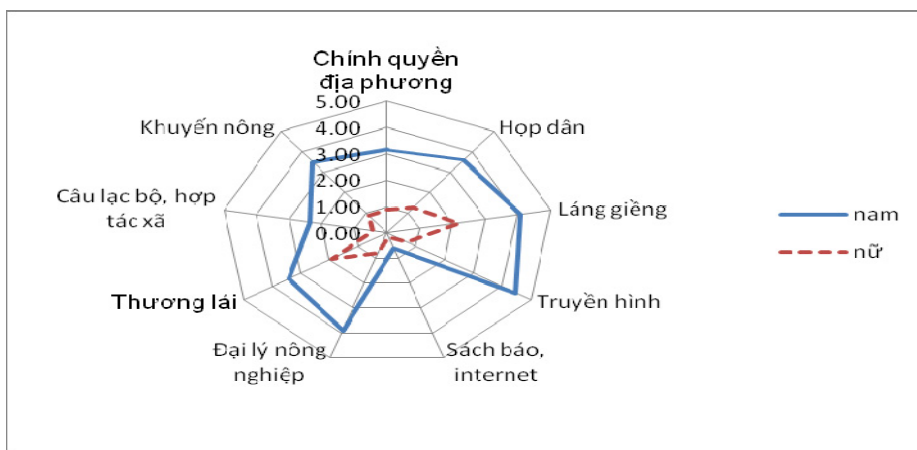 Chính quyền
địa phương
5.00
4.00
3.00
2.00
1.00
0.00
Họp dân
Láng giềng
Truyền hình
Sách báo,
internet
Đại lý nông
nghiệp
Thương lái
Câu lạc bộ, hợp
tác xã
Khuyến nông
nam
nữ